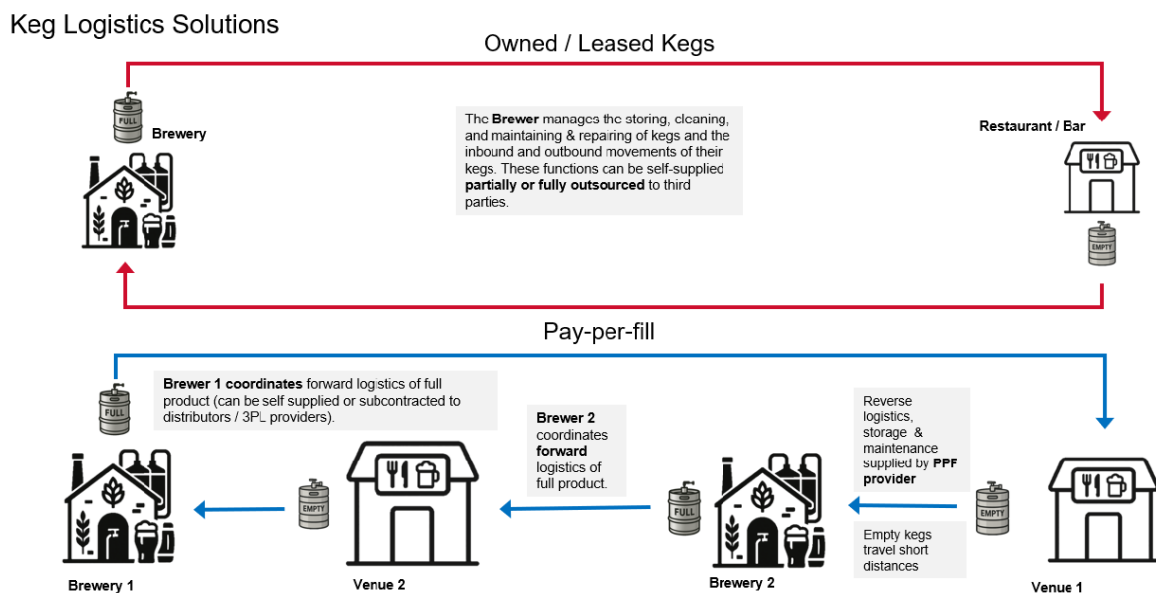 Keg Logistics Solutions
Owned / Leased Kegs
FULL
Brewery
The Brewer manages the storing, cleaning,
and maintaining & repairing of kegs and the
inbound and outbound movements of their
kegs. These functions can be self-supplied
partially or fully outsourced to third
parties.
Restaurant / Bar
EMPTY
Pay-per-fill
FULL
Brewer 1 coordinates forward logistics of full
product (can be self supplied or subcontracted to
distributors / 3PL providers).
Brewer 2
coordinates
forward
logistics of
full product.
Reverse
logistics,
storage &
maintenance
supplied by PPF
provider
EMPTY
FULL
EMPTY
Empty kegs
travel short
distances
Brewery 1
Venue 2
Brewery 2
Venue 1